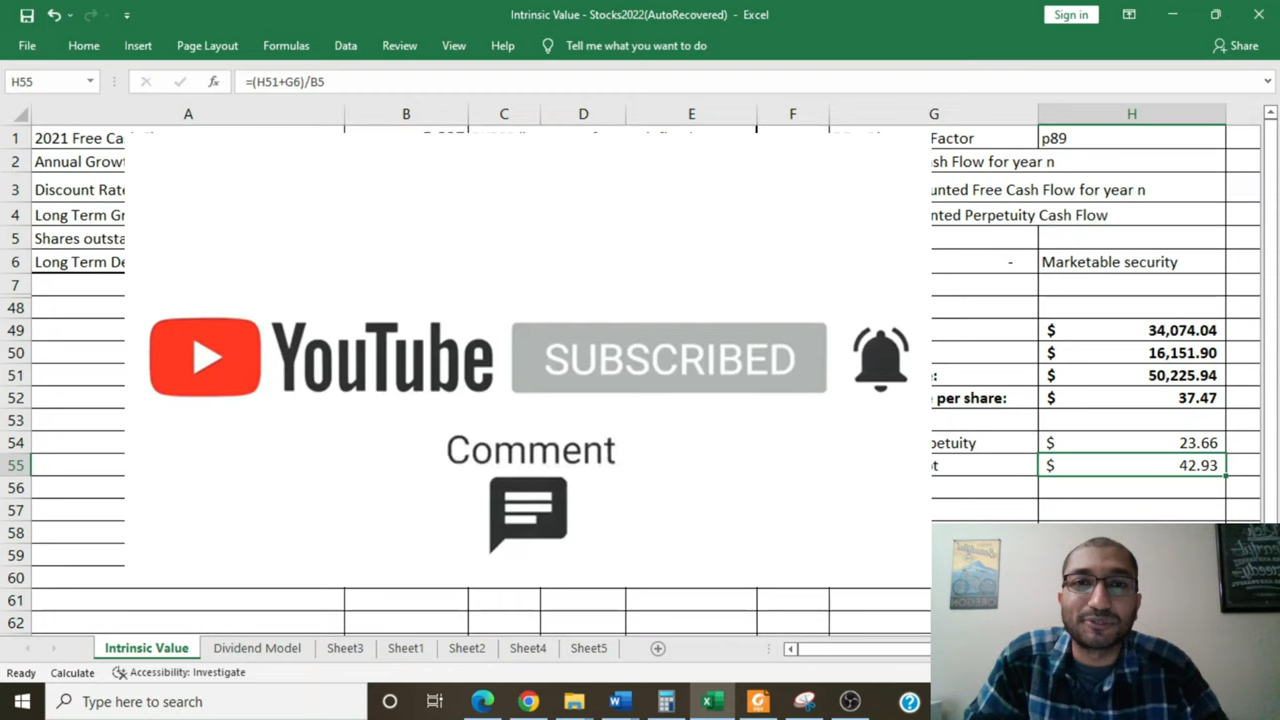 Intrinsic Value - Stocks2022(AutoRecovered) - Excel
Sign in
File Home Insert Page Layout Formulas Data Review View Help Tell me what you want to do
Share
H55 fx =(H51+G6)/B5
A B C D E F G H
1 2021 Free Ca Factor p89
2 Annual Growt sh Flow for year n
3 Discount Rate unted Free Cash Flow for year n
4 Long Term Gr nted Perpetuity Cash Flow
5 Shares outsta
6 Long Term De - Marketable security
7
48
49 $ 34,074.04
50 $ 16,151.90
51 : $ 50,225.94
52 e per share: $ 37.47
53
54 petuity $ 23.66
55 $ 42.93
56
57
58
59
60
61
62
YouTube SUBSCRIBED
Comment
Intrinsic Value Dividend Model Sheet3 Sheet1 Sheet2 Sheet4 Sheet5
Ready Calculate Accessibility: Investigate
Type here to search